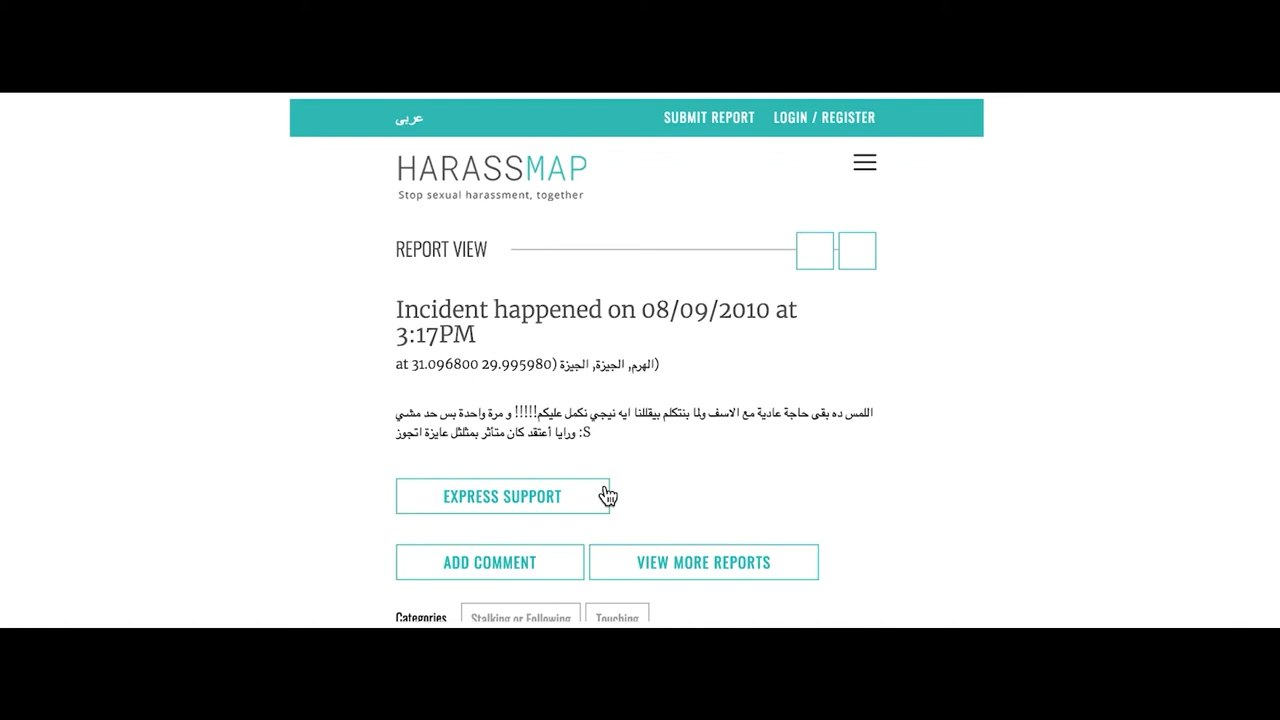 عربى
SUBMIT REPORT
LOGIN / REGISTER
HARASSMAP
Stop sexual harassment, together
REPORT VIEW
Incident happened on 08/09/2010 at
3:17PM
at 31.096800 29.995980) الهرم, الجيزة, الجيزة)
اللمس ده بقى حاجة عادية مع الاسف ولما بنتكلم بيقللنا ايه نيجي نكمل عليكم!!!!! و مرة واحدة بس حد مشي
ورايا أعتقد كان متأثر بمثلثل عايزة اتجوز :S
EXPRESS SUPPORT
ADD COMMENT
VIEW MORE REPORTS
Categories
Stalking or Following
Touching